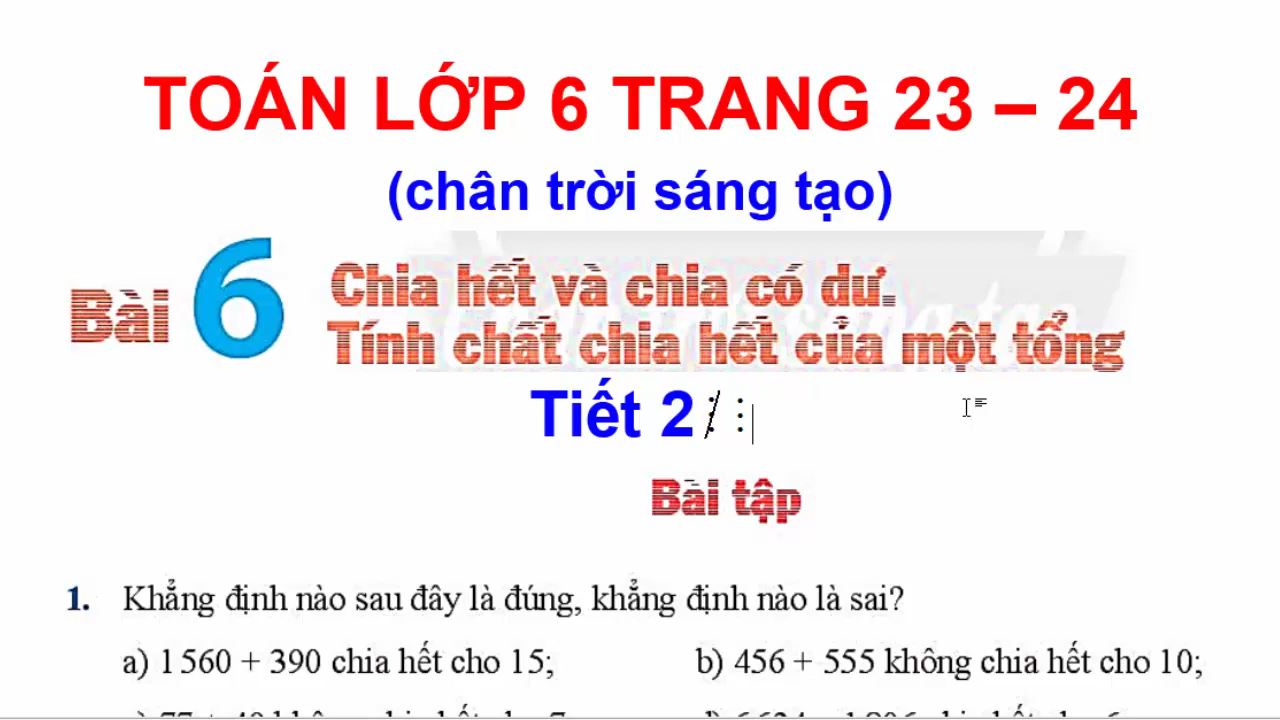 TOÁN LỚP 6 TRANG 23 – 24
(chân trời sáng tạo)
Bài 6 Chia hết và chia có dư.
Tính chất chia hết của một tổng
Tiết 2
Bài tập
1. Khẳng định nào sau đây là đúng, khẳng định nào là sai?
a) 1 560 + 390 chia hết cho 15; b) 456 + 555 không chia hết cho 10;